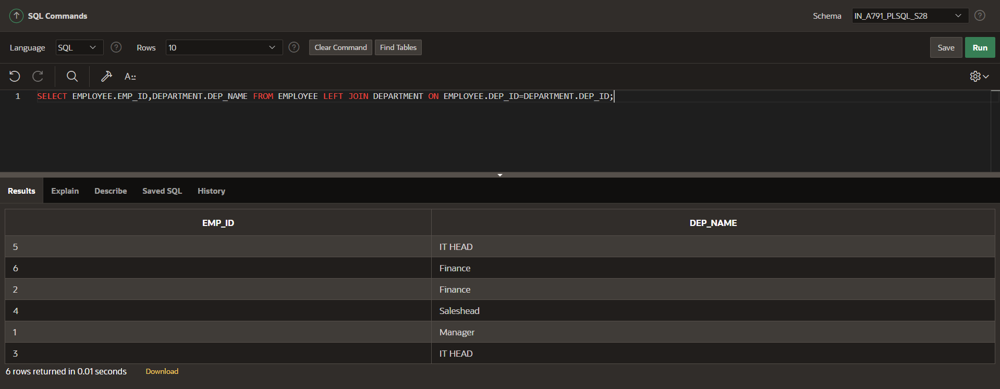 SQL Commands
Schema IN_A791_PLSQL_S28
Language SQL Rows 10 Clear Command Find Tables Save Run
A::
1 SELECT EMPLOYEE.EMP_ID,DEPARTMENT.DEP_NAME FROM EMPLOYEE LEFT JOIN DEPARTMENT ON EMPLOYEE.DEP_ID=DEPARTMENT.DEP_ID;
Results Explain Describe Saved SQL History
EMP_ID DEP_NAME
5 IT HEAD
6 Finance
2 Finance
4 Saleshead
1 Manager
3 IT HEAD
6 rows returned in 0.01 seconds Download